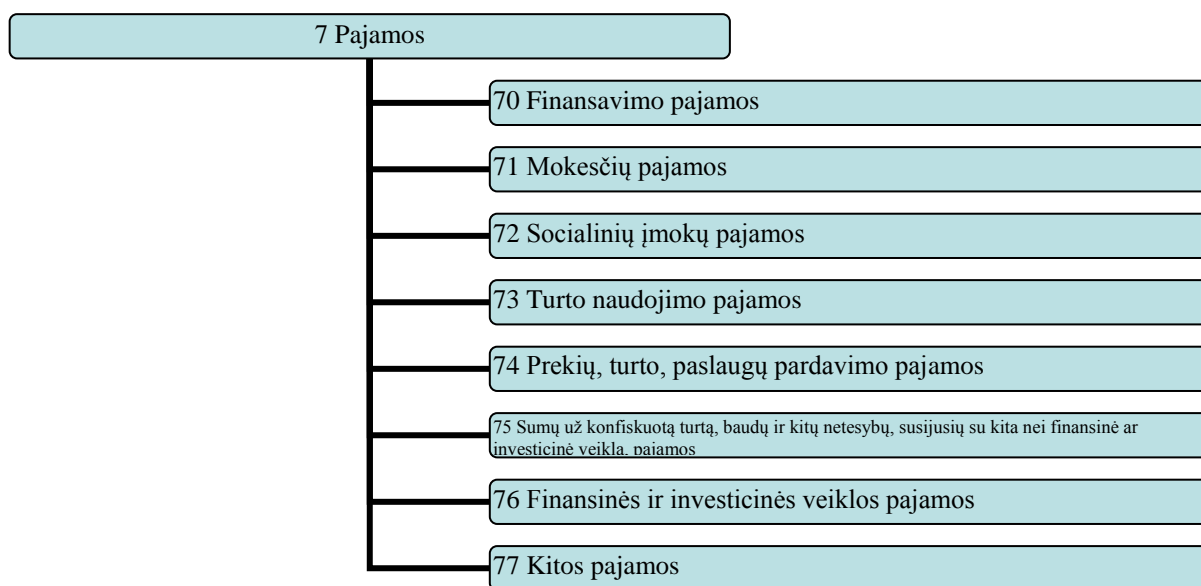 7 Pajamos
70 Finansavimo pajamos
71 Mokesčių pajamos
72 Socialinių įmokų pajamos
73 Turto naudojimo pajamos
74 Prekių, turto, paslaugų pardavimo pajamos
75 Sumų už konfiskuotą turtą, baudų ir kitų netesybų, susijusių su kita nei finansinė ar
investicinė veikla, pajamos
76 Finansinės ir investicinės veiklos pajamos
77 Kitos pajamos